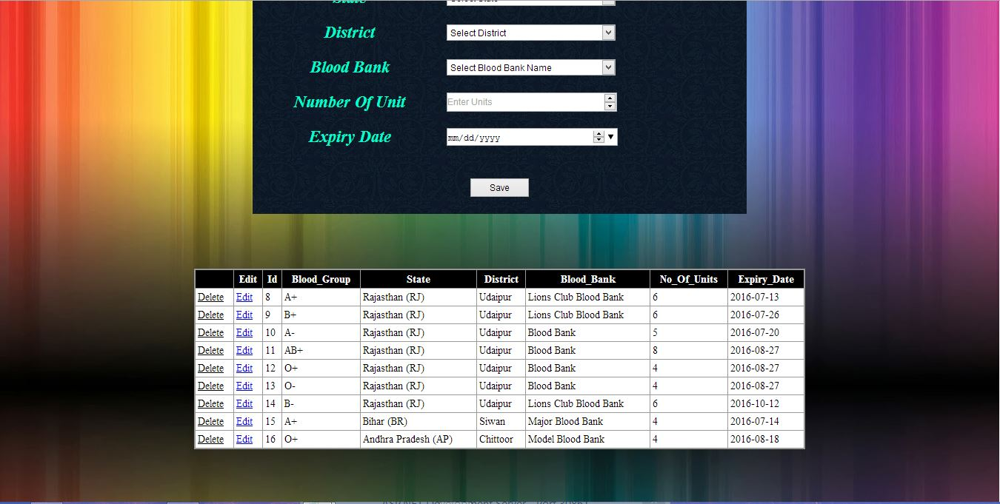 State
District Select District
Blood Bank Select Blood Bank Name
Number Of Unit Enter Units
Expiry Date mm/dd/yyyy
Save
Edit Id Blood_Group State District Blood_Bank No_Of_Units Expiry_Date
Delete Edit 8 A+ Rajasthan (RJ) Udaipur Lions Club Blood Bank 6 2016-07-13
Delete Edit 9 B+ Rajasthan (RJ) Udaipur Lions Club Blood Bank 6 2016-07-26
Delete Edit 10 A- Rajasthan (RJ) Udaipur Blood Bank 5 2016-07-20
Delete Edit 11 AB+ Rajasthan (RJ) Udaipur Blood Bank 8 2016-08-27
Delete Edit 12 O+ Rajasthan (RJ) Udaipur Blood Bank 4 2016-08-27
Delete Edit 13 O- Rajasthan (RJ) Udaipur Blood Bank 4 2016-08-27
Delete Edit 14 B- Rajasthan (RJ) Udaipur Lions Club Blood Bank 6 2016-10-12
Delete Edit 15 A+ Bihar (BR) Siwan Major Blood Bank 4 2016-07-14
Delete Edit 16 O+ Andhra Pradesh (AP) Chittoor Model Blood Bank 4 2016-08-18